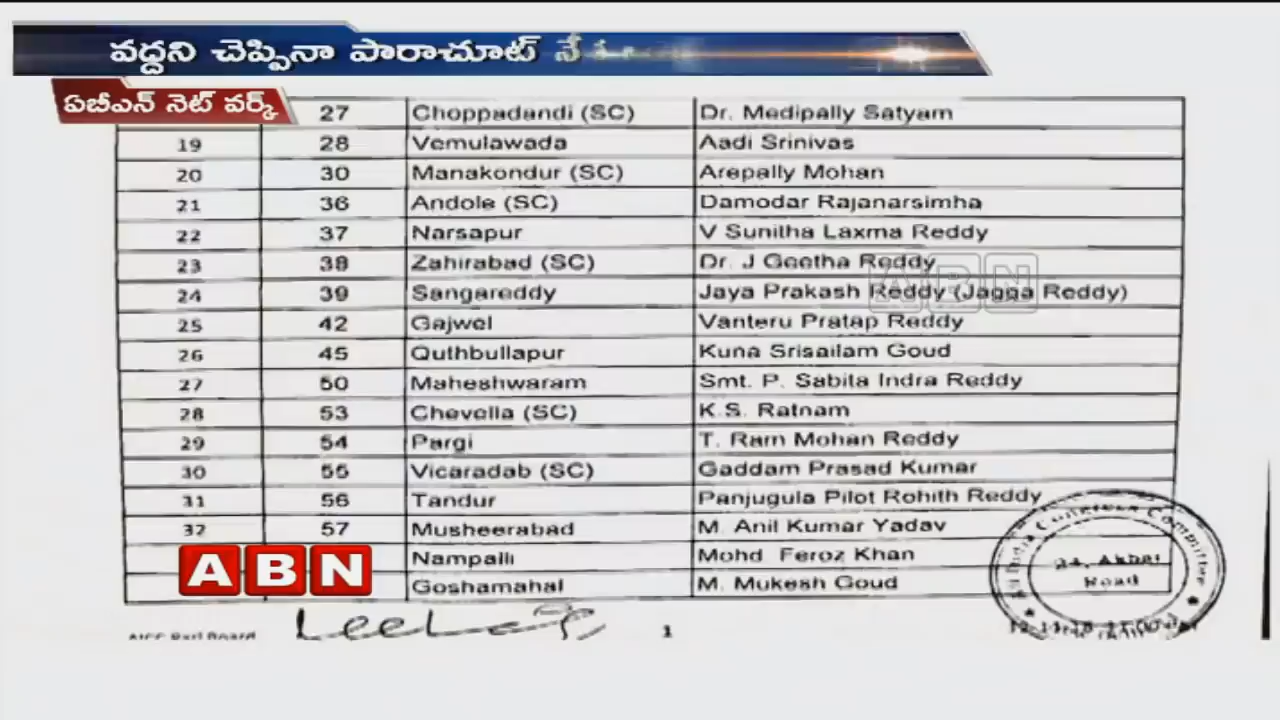 వద్దని చెప్పినా పారాచూట్
ఏబీఎన్ నెట్ వర్క్
27 Choppadandi (SC) Dr. Medipally Satyam
19 28 Vemulawada Aadi Srinivas
20 30 Manakondur (SC) Arepally Mohan
21 36 Andole (SC) Damodar Rajanarsimha
22 37 Narsapur V Sunitha Laxma Reddy
23 38 Zahirabad (SC) Dr. J Geetha Reddy
24 39 Sangareddy Jaya Prakash Reddy (Jagga Reddy)
ABN
25 42 Gajwel Vanteru Pratap Reddy
26 45 Quthbullapur Kuna Srisailam Goud
27 50 Maheshwaram Smt. P. Sabita Indra Reddy
28 53 Chevella (SC) K.S. Ratnam
29 54 Pargi T. Ram Mohan Reddy
30 55 Vicaradab (SC) Gaddam Prasad Kumar
31 56 Tandur Panjugula Pilot Rohith Reddy
32 57 Musheerabad M. Anil Kumar Yadav
Nampalli Mohd Feroz Khan
Goshamahal M. Mukesh Goud
ABN
All India Congress Committee
24, Akbar
Road
1